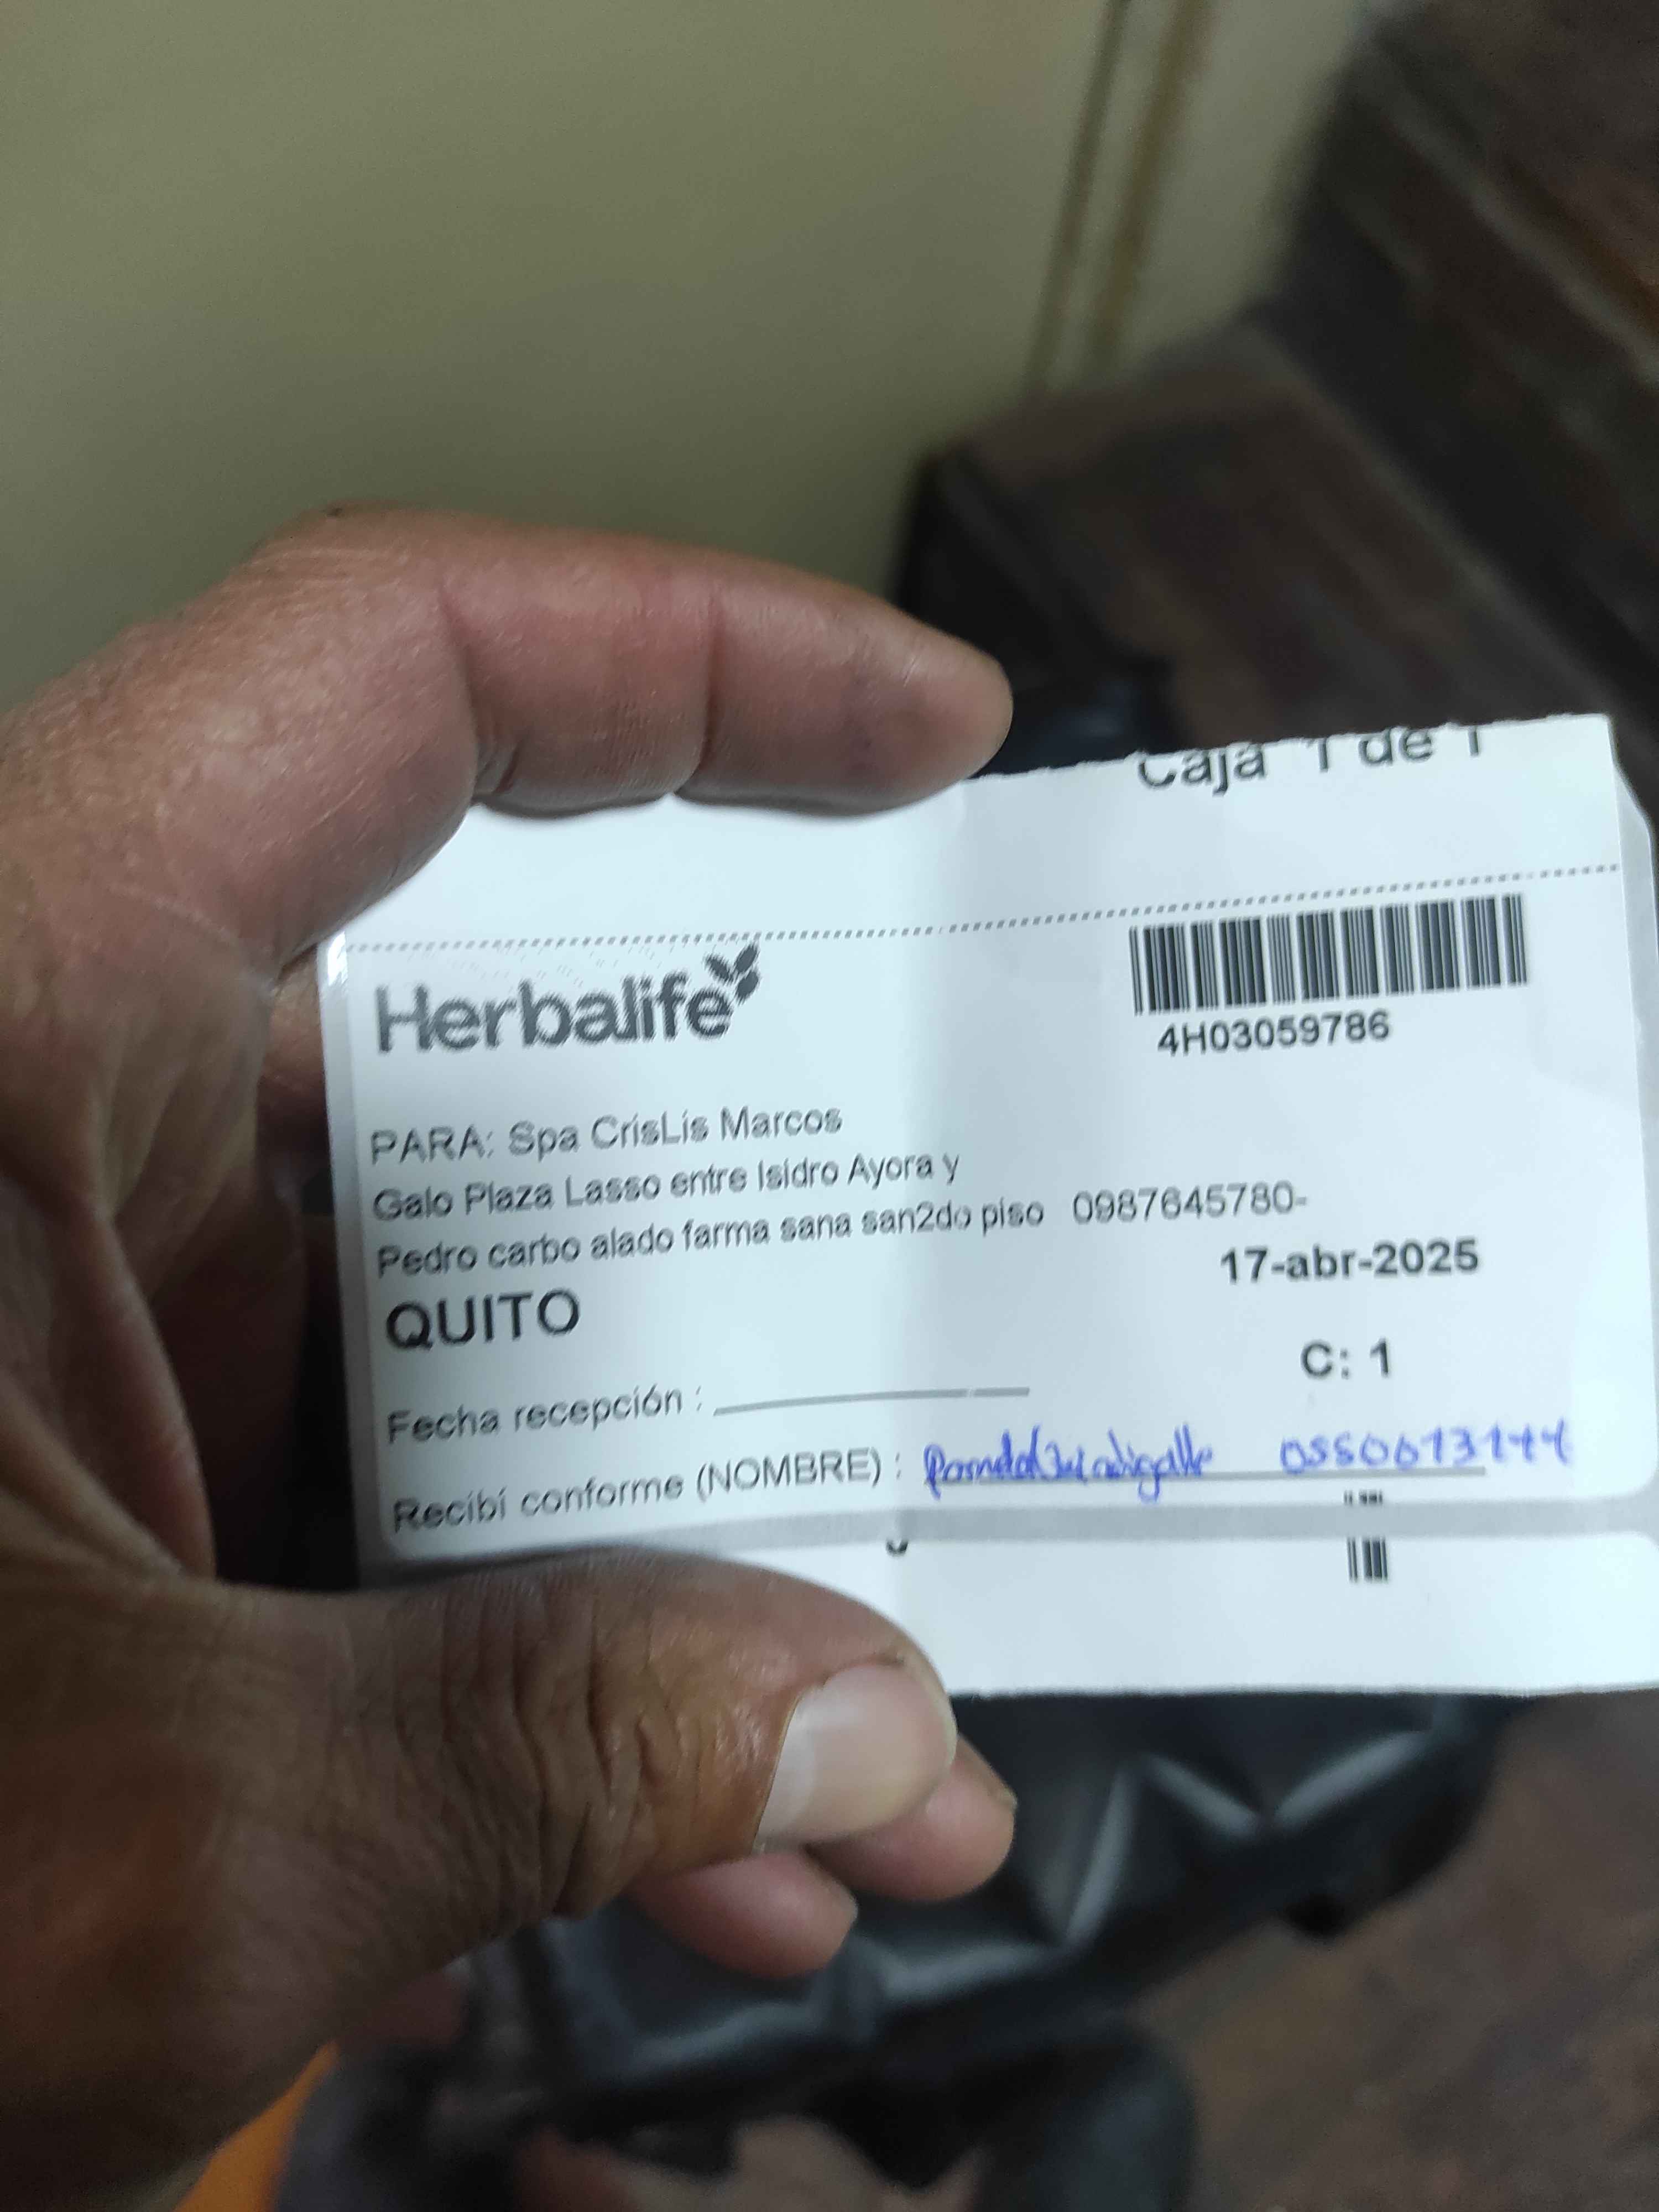 Caja 1 de 1
Herbalife
4H03059786
PARA: Spa CrisLis Marcos
Galo Plaza Lasso entre Isidro Ayora y
Pedro carbo alado farma sana san2do piso 0987645780-
17-abr-2025
QUITO
C: 1
Fecha recepción :
Recibí conforme (NOMBRE) :